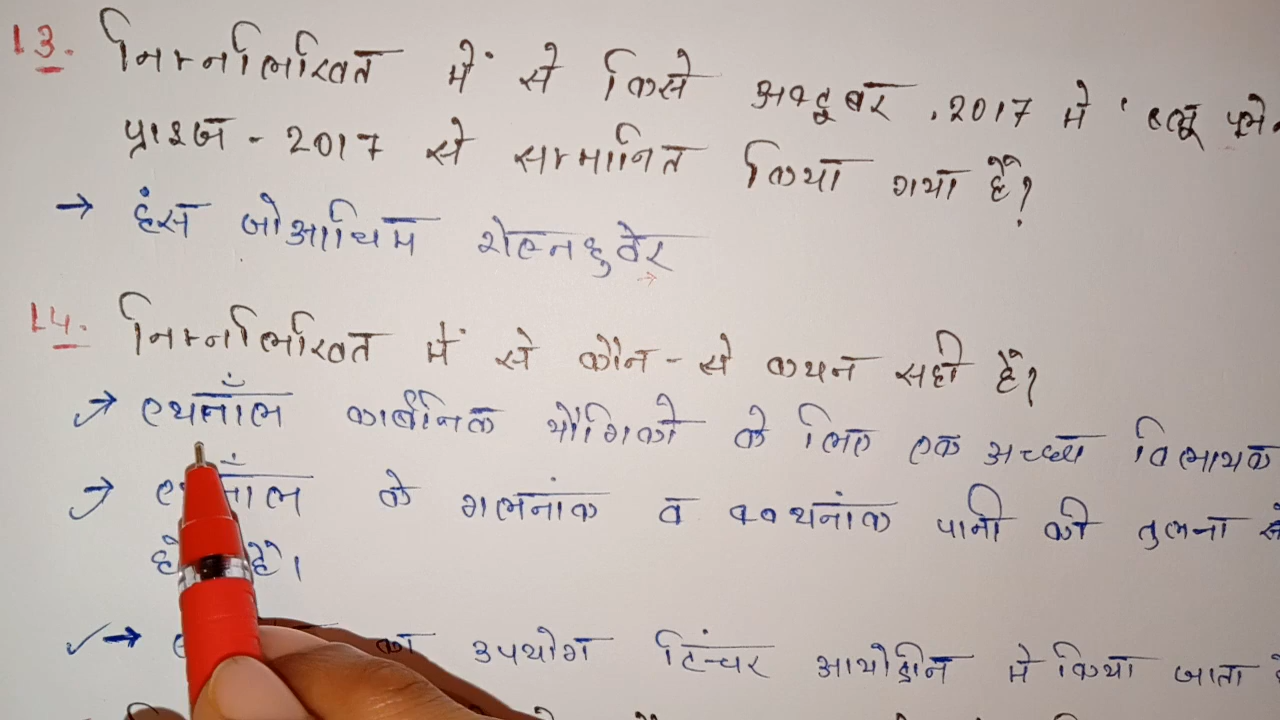 13. निम्नलिखित में से किसे अक्टूबर, 2017 में 'ब्लू प्लेन
प्राइज - 2017 से सम्मानित किया गया है?
→ हंस जोआचिम शेल्नहुबेर
14. निम्नलिखित में से कौन-से कथन सही हैं?
→ एथनॉल कार्बनिक यौगिकों के लिए एक अच्छा विलायक
→ के गलनांक व क्वथनांक पानी की तुलना से
है।
✓→ का उपयोग टिंचर आयोडीन में किया जाता